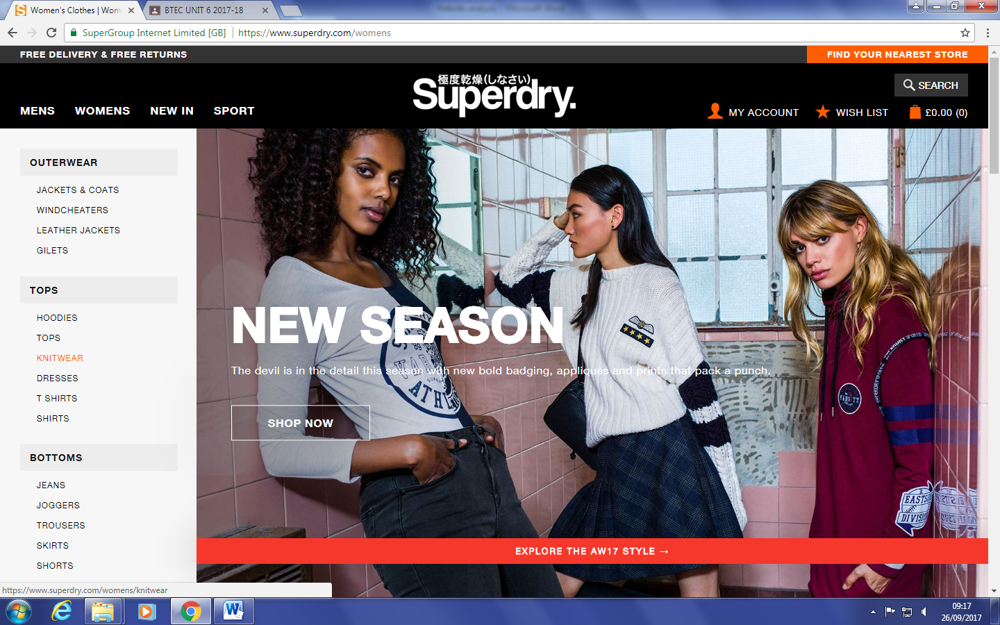 Women's Clothes | Wom
BTEC UNIT 6 2017-18
SuperGroup Internet Limited [GB]
https://www.superdry.com/womens
FREE DELIVERY & FREE RETURNS
FIND YOUR NEAREST STORE
極度乾燥(しなさい)
Superdry.
SEARCH
MENS
WOMENS
NEW IN
SPORT
MY ACCOUNT
WISH LIST
£0.00 (0)
OUTERWEAR
JACKETS & COATS
WINDCHEATERS
LEATHER JACKETS
GILETS
TOPS
HOODIES
TOPS
KNITWEAR
DRESSES
T SHIRTS
SHIRTS
BOTTOMS
JEANS
JOGGERS
TROUSERS
SKIRTS
SHORTS
NEW SEASON
The devil is in the detail this season with new bold badging, appliques and prints that pack a punch.
SHOP NOW
VARSITY
EASTSIDE
DIVISION
EXPLORE THE AW17 STYLE →
https://www.superdry.com/womens/knitwear
09:17
26/09/2017